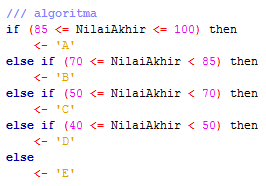 /// algoritma
if (85 <= NilaiAkhir <= 100) then
<- 'A'
else if (70 <= NilaiAkhir < 85) then
<- 'B'
else if (50 <= NilaiAkhir < 70) then
<- 'C'
else if (40 <= NilaiAkhir < 50) then
<- 'D'
else
<- 'E'